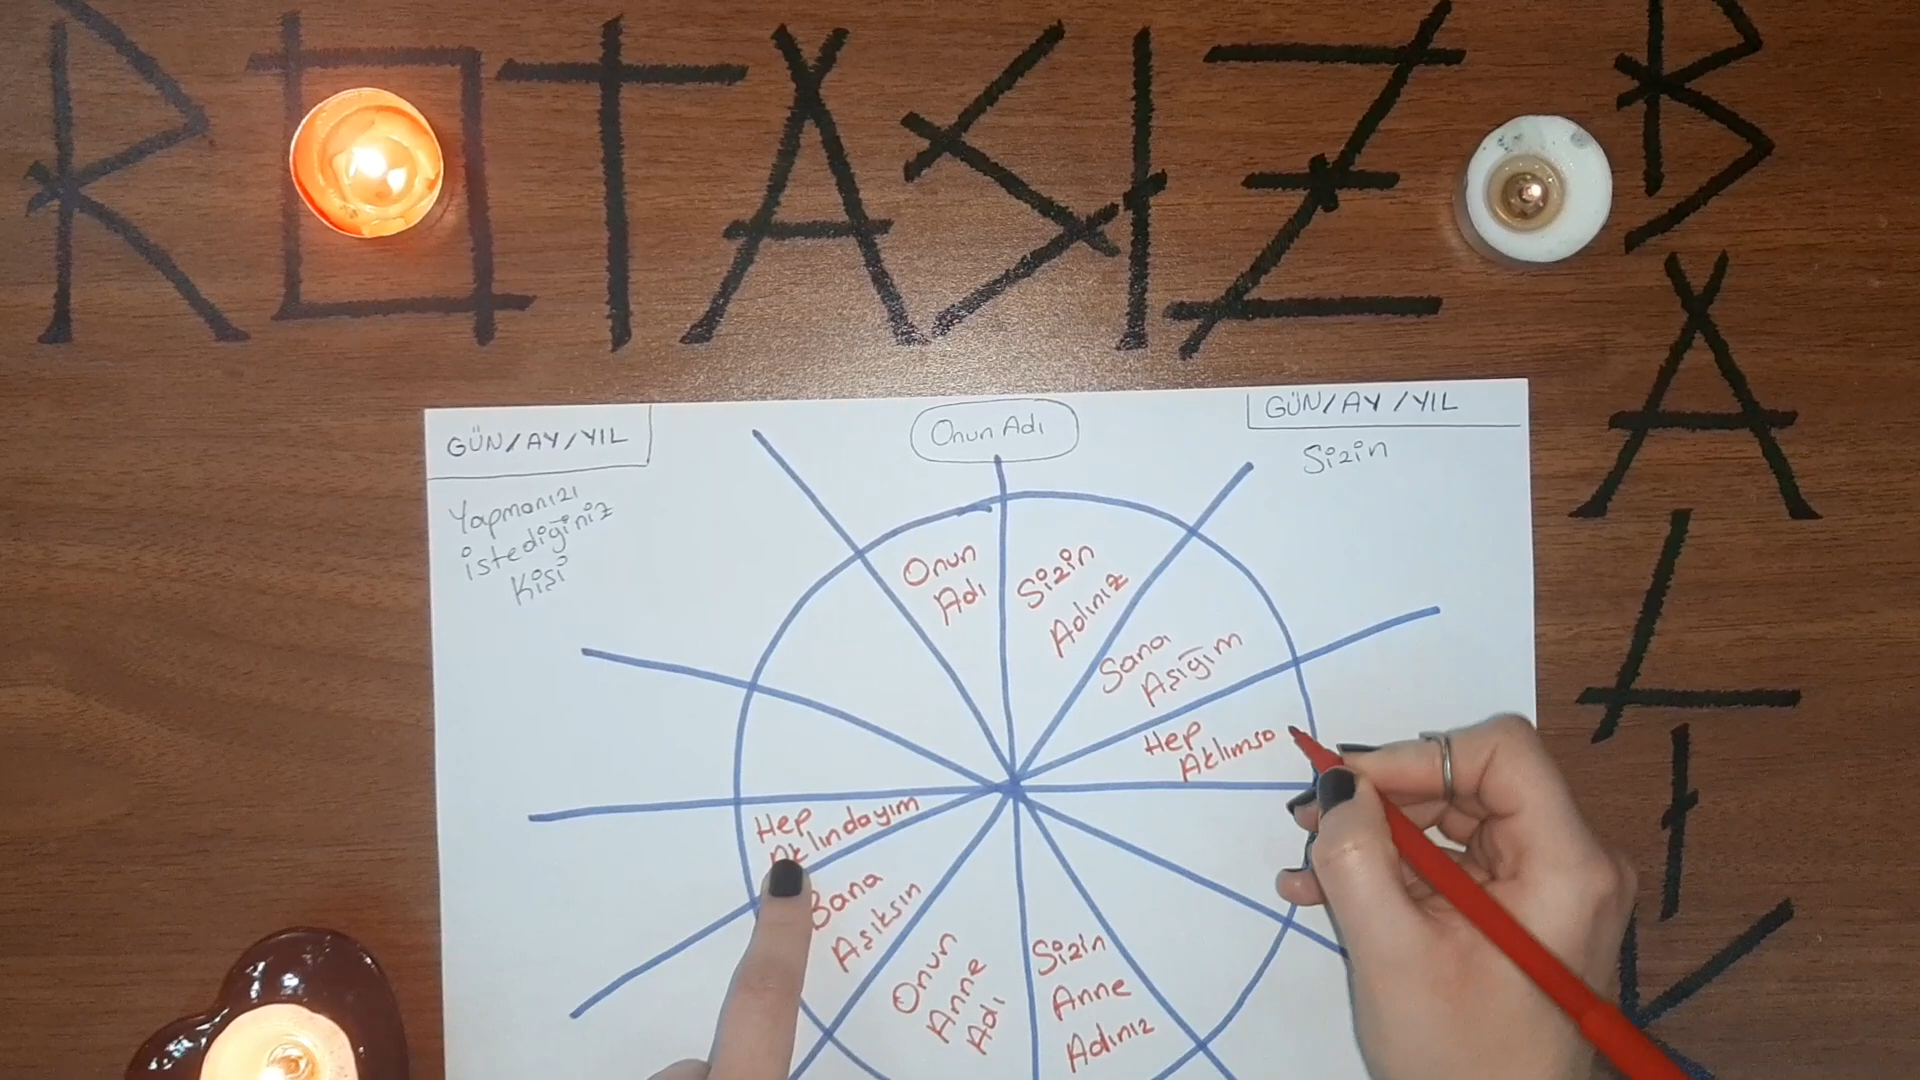 ROTASIZ
BALIK
GÜN/AY/YIL
Onun Adı
GÜN/AY/YIL
Yapmanızı
istediğiniz
Kişi
Sizin
Onun
Adı
Sizin
Adınız
Sana
Aşığım
Hep
Aklımsa
Hep
Aklındayım
Bana
Aşıksın
Onun
Anne
Adı
Sizin
Anne
Adınız